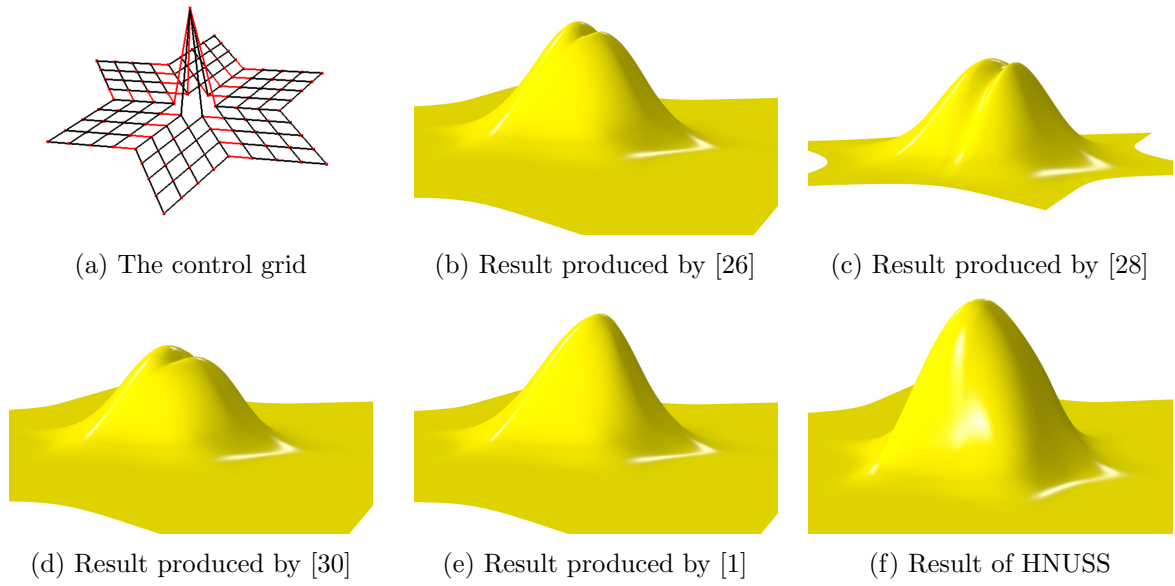 (a) The control grid
(b) Result produced by [26]
(c) Result produced by [28]
(d) Result produced by [30]
(e) Result produced by [1]
(f) Result of HNUSS